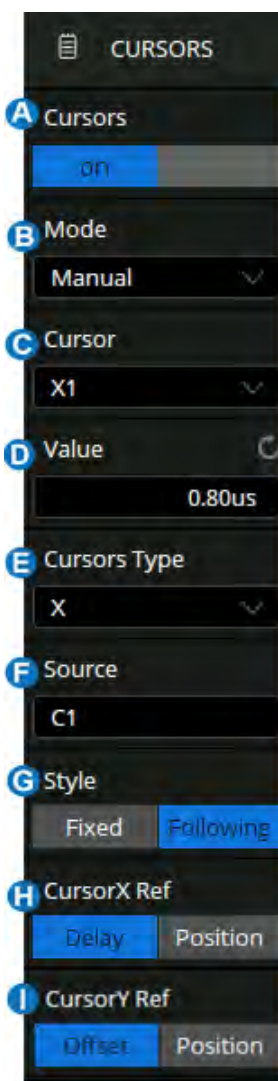 CURSORS
A Cursors
on
B Mode
Manual
C Cursor
X1
D Value
0.80us
E Cursors Type
X
F Source
C1
G Style
Fixed Following
H CursorX Ref
Delay Position
I CursorY Ref
Offset Position